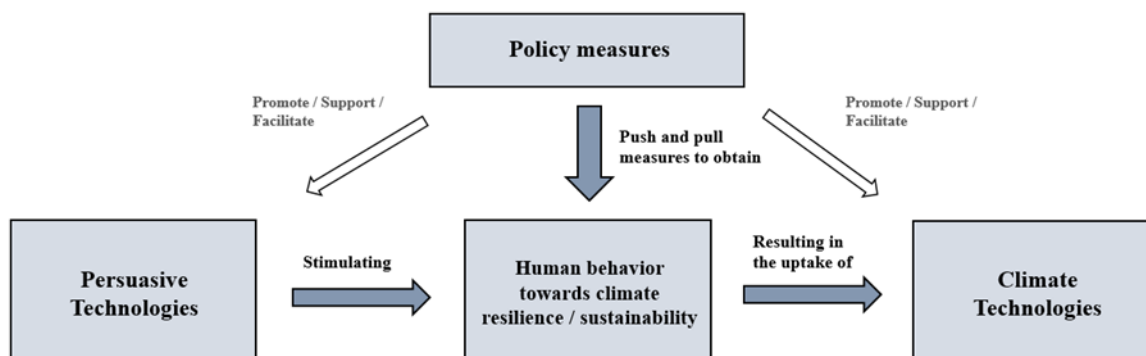 Policy measures
Promote / Support /
Facilitate
Promote / Support /
Facilitate
Push and pull
measures to obtain
Persuasive
Technologies
Stimulating
Human behavior
towards climate
resilience / sustainability
Resulting in
the uptake of
Climate
Technologies